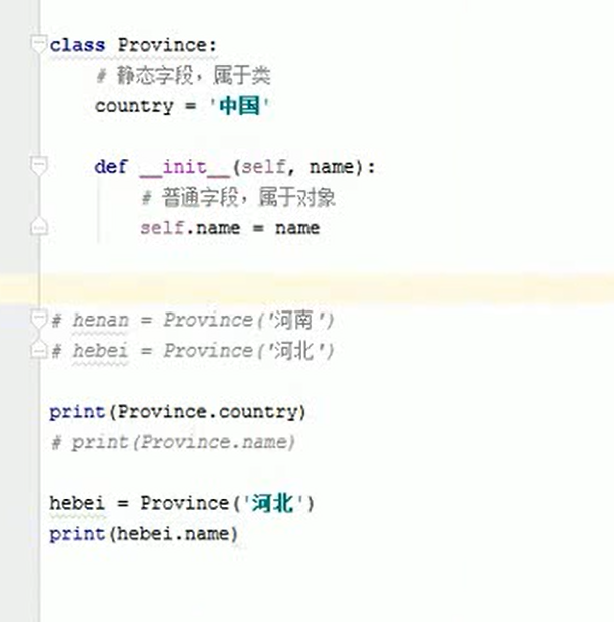 class Province:
    # 静态字段，属于类
    country = '中国'
    def __init__(self, name):
        # 普通字段，属于对象
        self.name = name
# henan = Province('河南')
# hebei = Province('河北')
print(Province.country)
# print(Province.name)
hebei = Province('河北')
print(hebei.name)